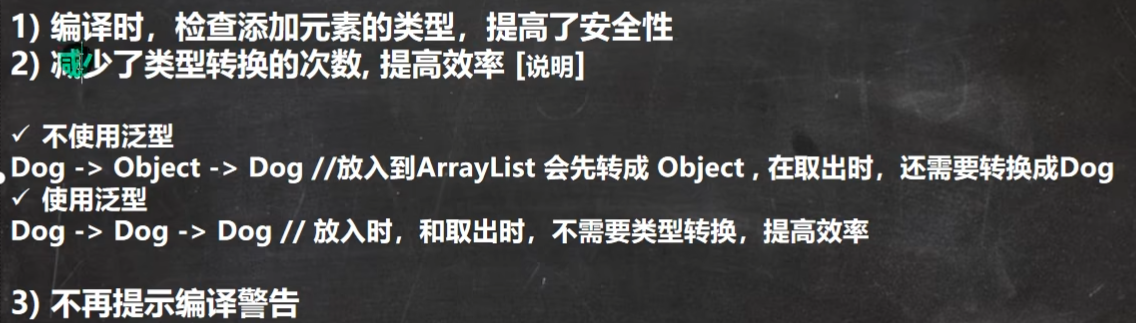 1) 编译时，检查添加元素的类型，提高了安全性
2) 减少了类型转换的次数, 提高效率 [说明]
✓ 不使用泛型
Dog -> Object -> Dog //放入到ArrayList 会先转成 Object , 在取出时，还需要转换成Dog
✓ 使用泛型
Dog -> Dog -> Dog // 放入时，和取出时，不需要类型转换，提高效率
3) 不再提示编译警告